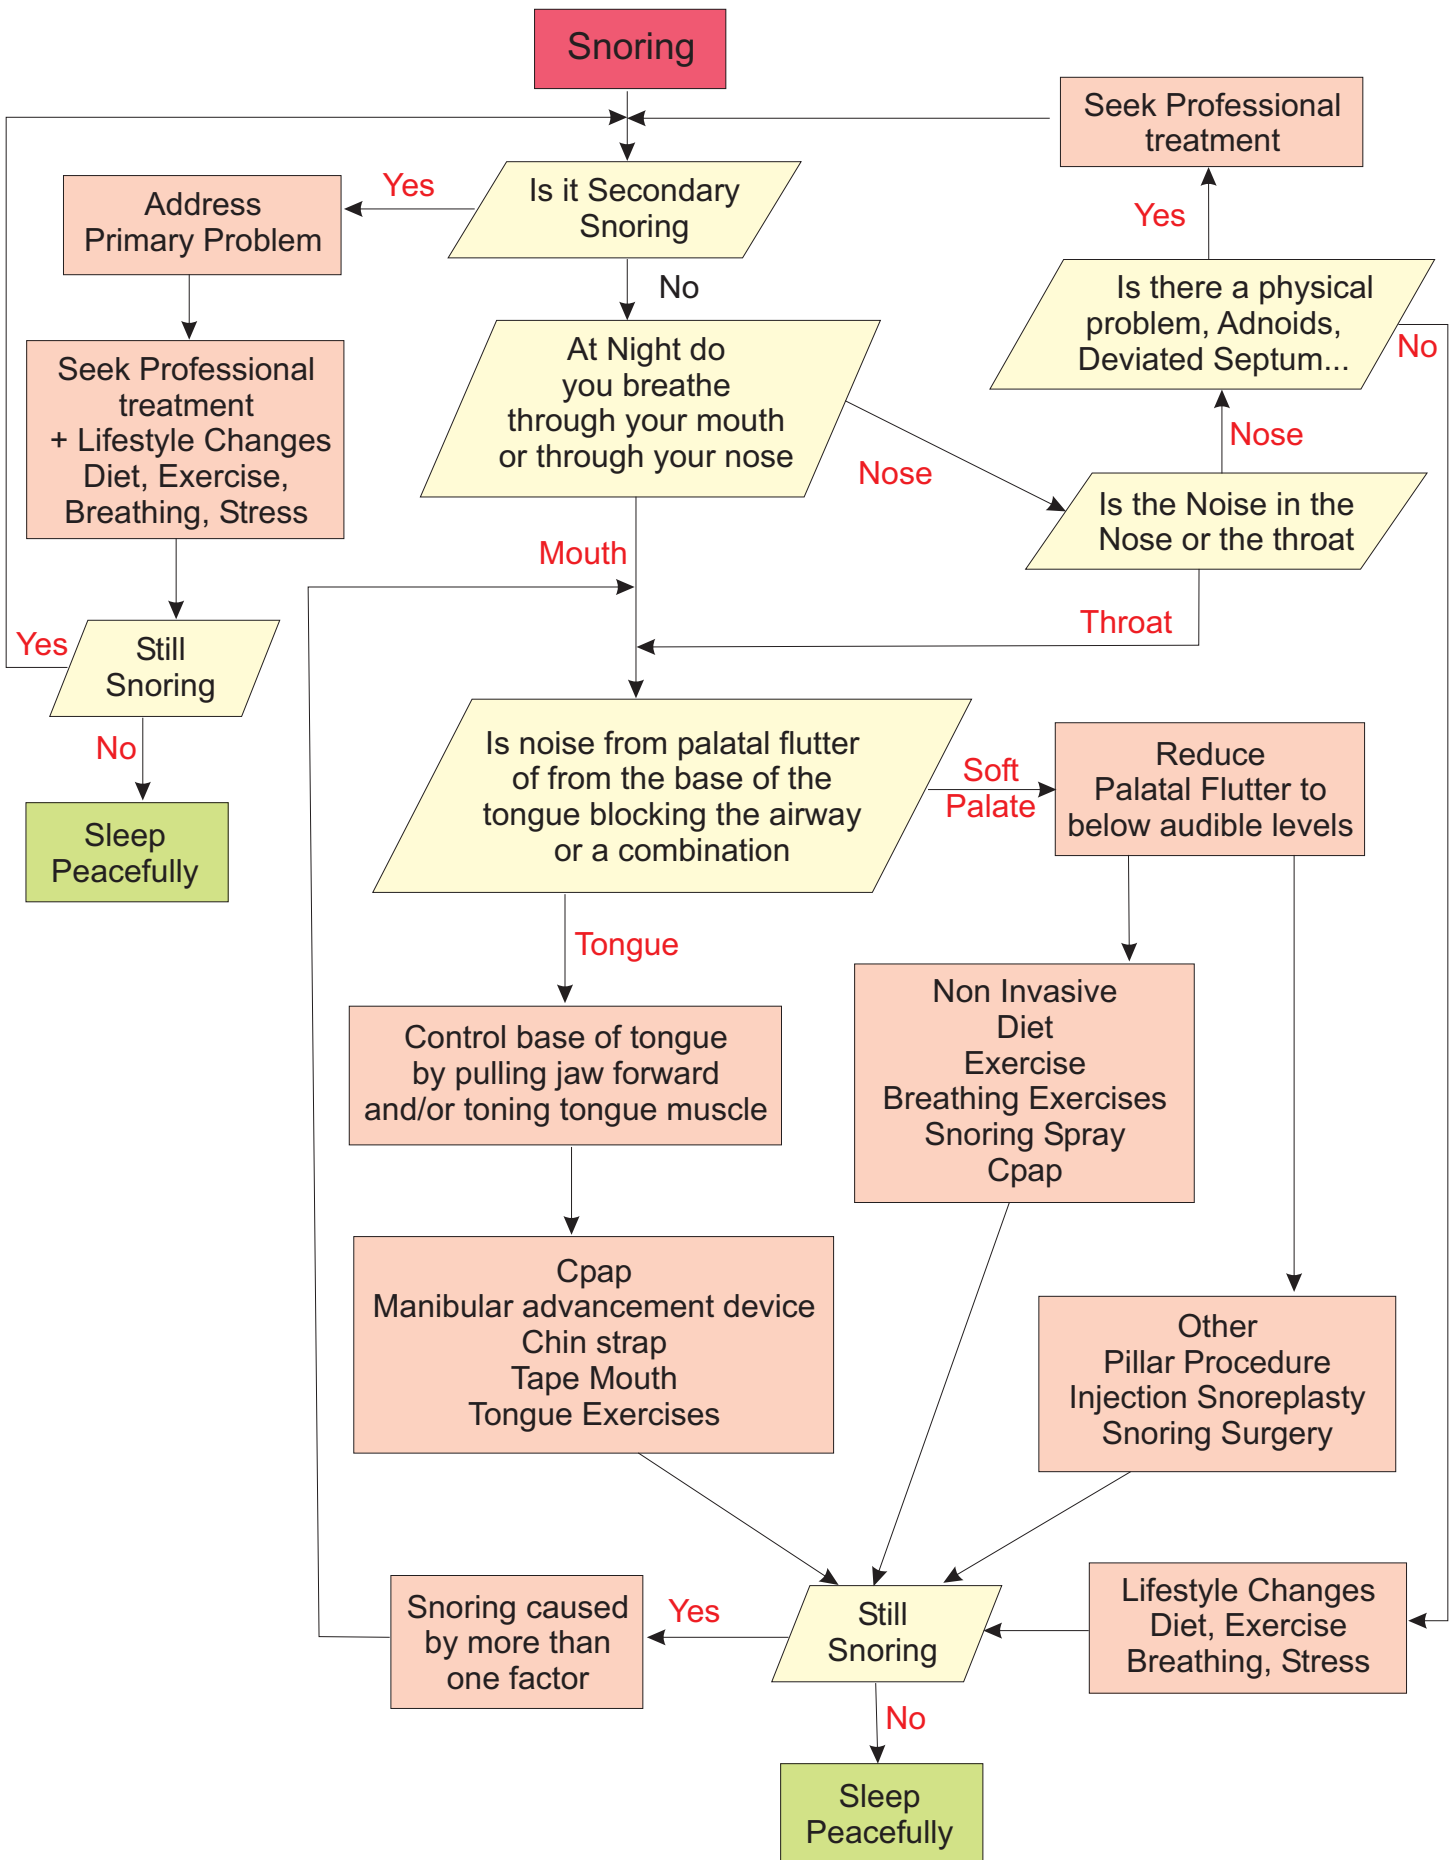 Snoring
Seek Professional
treatment
Yes
Is it Secondary
Snoring
Address
Primary Problem
Yes
No
Is there a physical
problem, Adnoids,
Deviated Septum...
No
At Night do
you breathe
through your mouth
or through your nose
Seek Professional
treatment
+ Lifestyle Changes
Diet, Exercise,
Breathing, Stress
Nose
Nose
Is the Noise in the
Nose or the throat
Mouth
Throat
Yes
Still
Snoring
No
Sleep
Peacefully
Is noise from palatal flutter
of from the base of the
tongue blocking the airway
or a combination
Soft
Palate
Reduce
Palatal Flutter to
below audible levels
Tongue
Control base of tongue
by pulling jaw forward
and/or toning tongue muscle
Non Invasive
Diet
Exercise
Breathing Exercises
Snoring Spray
Cpap
Cpap
Manibular advancement device
Chin strap
Tape Mouth
Tongue Exercises
Other
Pillar Procedure
Injection Snoreplasty
Snoring Surgery
Snoring caused
by more than
one factor
Yes
Still
Snoring
Lifestyle Changes
Diet, Exercise
Breathing, Stress
No
Sleep
Peacefully